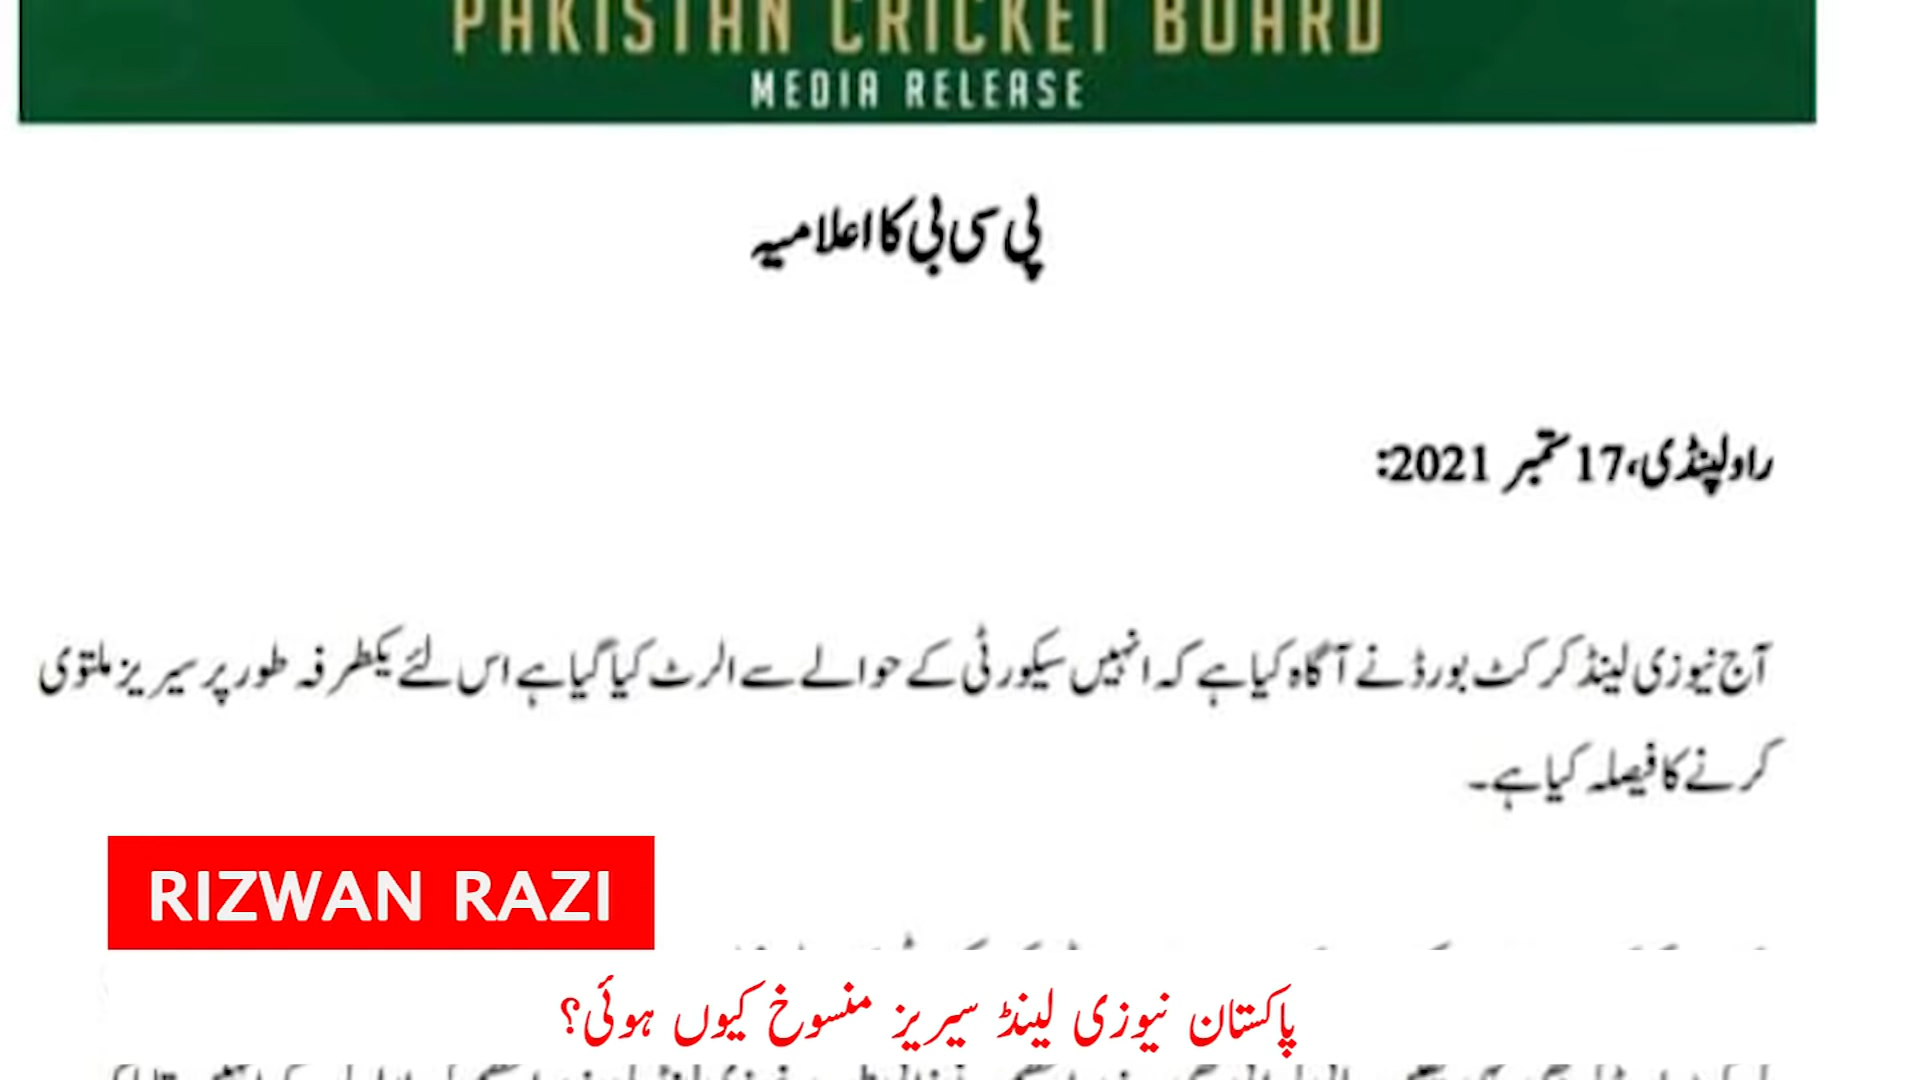 PAKISTAN CRICKET BOARD
MEDIA RELEASE
پی سی بی کا اعلامیہ
راولپنڈی، 17 ستمبر 2021:
آج نیوزی لینڈ کرکٹ بورڈ نے آگاہ کیا ہے کہ انہیں سیکورٹی کے حوالے سے الرٹ کیا گیا ہے اس لئے یکطرفہ طور پر سیریز ملتوی
کرنے کا فیصلہ کیا ہے۔
RIZWAN RAZI
پاکستان نیوزی لینڈ سیریز منسوخ کیوں ہوئی؟